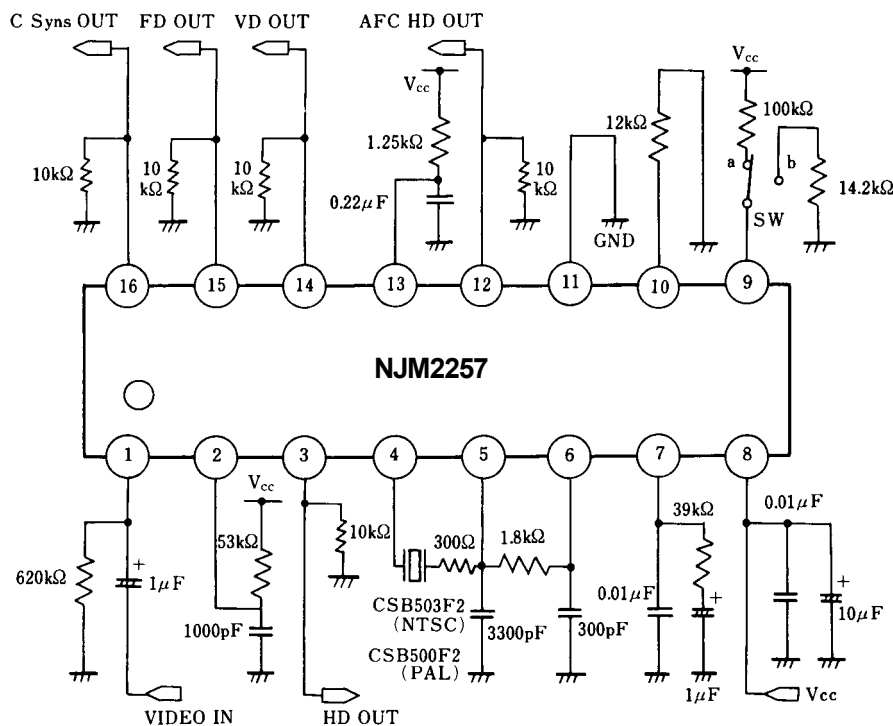 C Syns OUT FD OUT VD OUT AFC HD OUT
Vcc
Vcc
10kΩ
10
kΩ
10
kΩ
1.25kΩ
0.22μF
10
kΩ
GND
12kΩ
100kΩ
a
b
SW
14.2kΩ
16 15 14 13 12 11 10 9
NJM2257
1 2 3 4 5 6 7 8
620kΩ
+
1μF
VIDEO IN
Vcc
53kΩ
1000pF
10kΩ
HD OUT
300Ω
1.8kΩ
CSB503F2
(NTSC)
CSB500F2
(PAL)
3300pF
300pF
39kΩ
0.01μF
+
1μF
0.01μF
+
10μF
Vcc